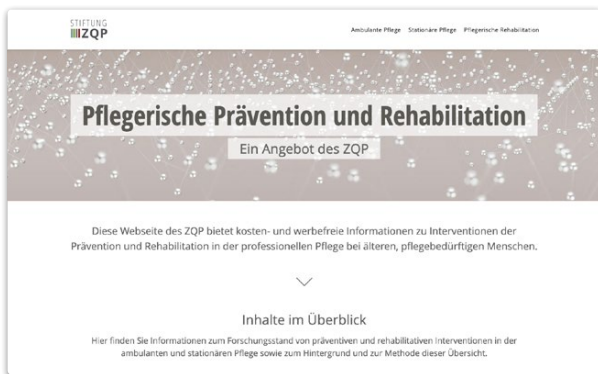 STIFTUNG
ZQP
Ambulante Pflege Stationäre Pflege Pflegerische Rehabilitation
Pflegerische Prävention und Rehabilitation
Ein Angebot des ZQP
Diese Webseite des ZQP bietet kosten- und werbefreie Informationen zu Interventionen der
Prävention und Rehabilitation in der professionellen Pflege bei älteren, pflegebedürftigen Menschen.
Inhalte im Überblick
Hier finden Sie Informationen zum Forschungsstand von präventiven und rehabilitativen Interventionen in der
ambulanten und stationären Pflege sowie zum Hintergrund und zur Methode dieser Übersicht.